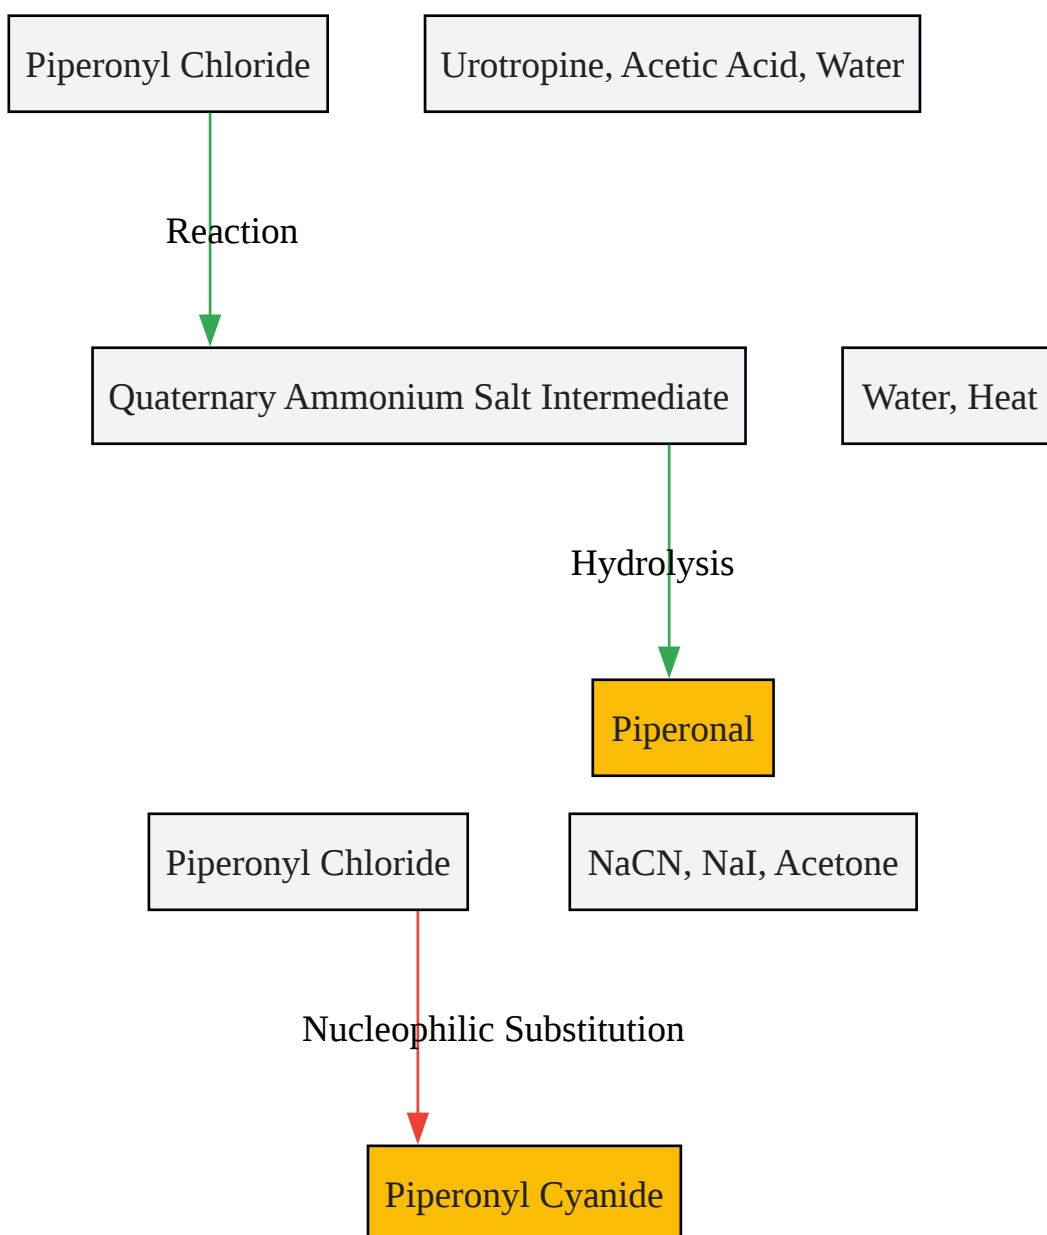 Piperonyl Chloride
Urotropine, Acetic Acid, Water
Reaction
Quaternary Ammonium Salt Intermediate
Water, Heat
Hydrolysis
Piperonal
Piperonyl Chloride
NaCN, NaI, Acetone
Nucleophilic Substitution
Piperonyl Cyanide